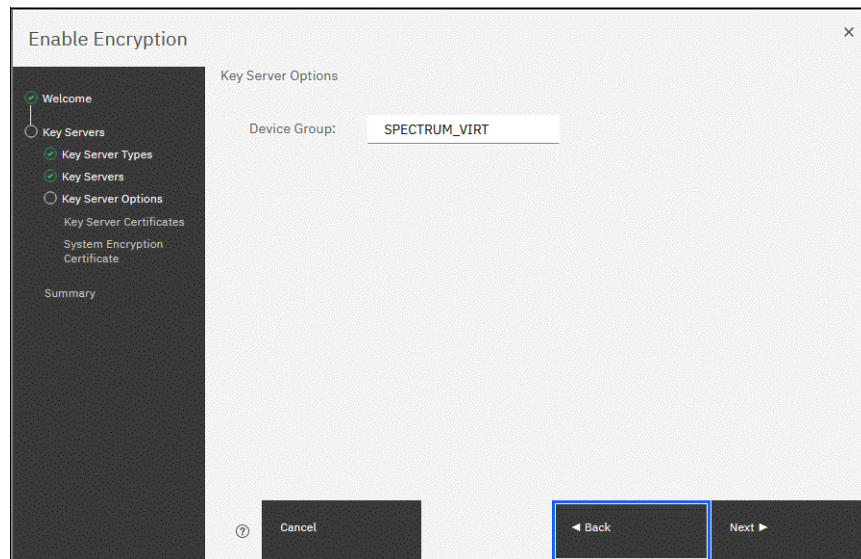 Enable Encryption
×
Welcome
Key Servers
Key Server Types
Key Servers
Key Server Options
Key Server Certificates
System Encryption
Certificate
Summary
Key Server Options
Device Group: SPECTRUM_VIRT
? Cancel ◄ Back Next ►